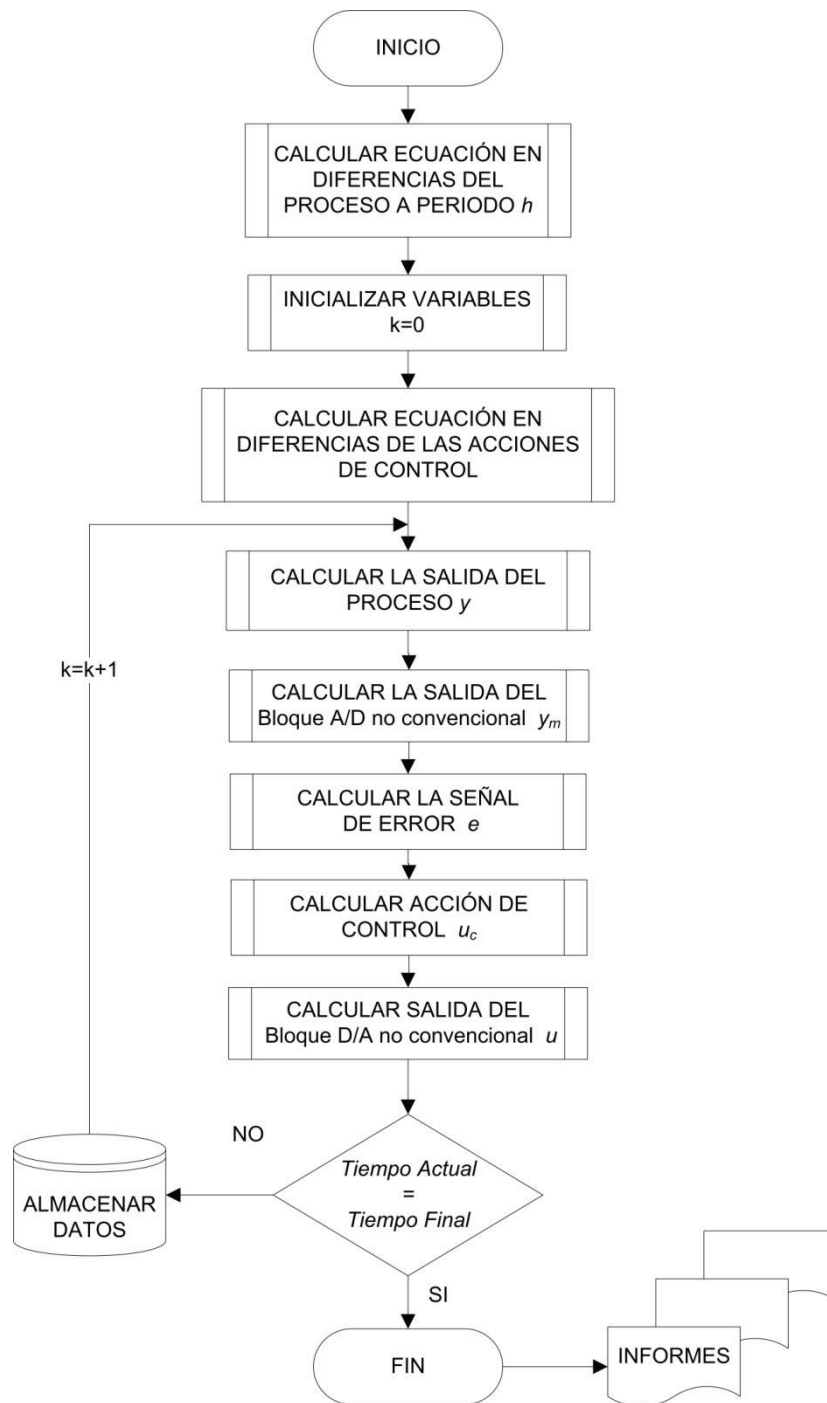 INICIO
CALCULAR ECUACIÓN EN
DIFERENCIAS DEL
PROCESO A PERIODO h
INICIALIZAR VARIABLES
k=0
CALCULAR ECUACIÓN EN
DIFERENCIAS DE LAS ACCIONES
DE CONTROL
CALCULAR LA SALIDA DEL
PROCESO y
k=k+1
CALCULAR LA SALIDA DEL
Bloque A/D no convencional ym
CALCULAR LA SEÑAL
DE ERROR e
CALCULAR ACCIÓN DE
CONTROL uc
CALCULAR SALIDA DEL
Bloque D/A no convencional u
NO
Tiempo Actual
=
Tiempo Final
ALMACENAR
DATOS
SI
FIN
INFORMES